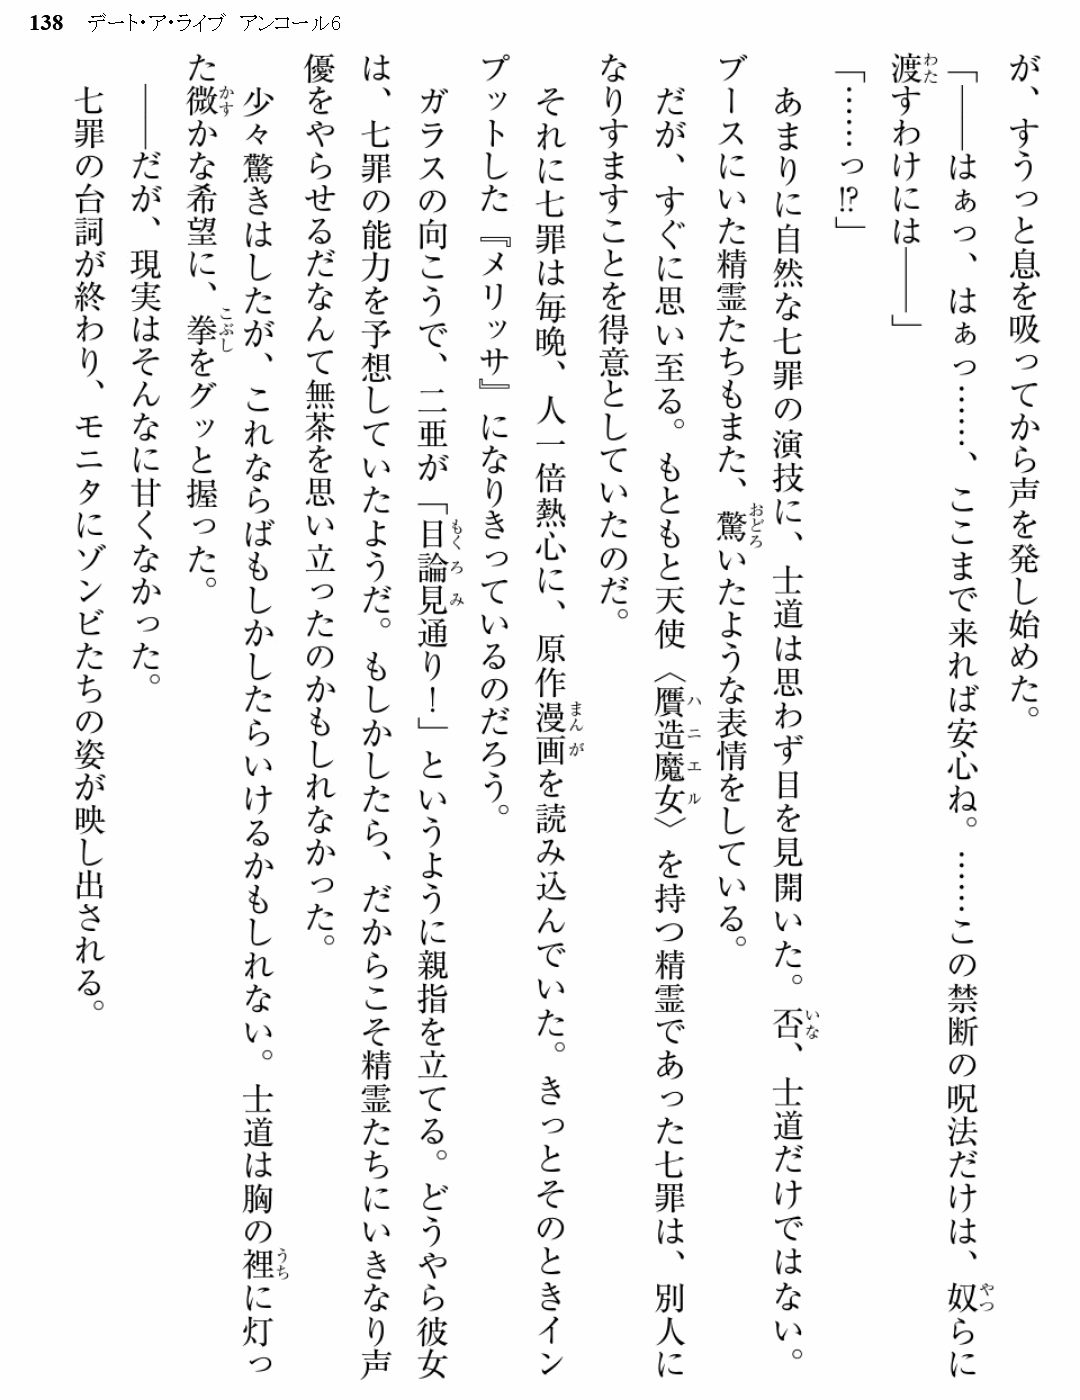 138 デート・ア・ライブ アンコール6
が、すうっと息を吸ってから声を発し始めた。
「――はぁっ、はぁっ……、ここまで来れば安心ね。……この禁断の呪法だけは、奴らに
渡すわけには――」
「……っ!?」
あまりに自然な七罪の演技に、士道は思わず目を見開いた。否、士道だけではない。
ブースにいた精霊たちもまた、驚いたような表情をしている。
だが、すぐに思い至る。もともと天使〈贋造魔女〉を持つ精霊であった七罪は、別人に
なりすますことを得意としていたのだ。
それに七罪は毎晩、人一倍熱心に、原作漫画を読み込んでいた。きっとそのときイン
プットした『メリッサ』になりきっているのだろう。
ガラスの向こうで、二亜が「目論見通り！」というように親指を立てる。どうやら彼女
は、七罪の能力を予想していたようだ。もしかしたら、だからこそ精霊たちにいきなり声
優をやらせるだなんて無茶を思い立ったのかもしれなかった。
少々驚きはしたが、これならばもしかしたらいけるかもしれない。士道は胸の裡に灯っ
た微かな希望に、拳をグッと握った。
――だが、現実はそんなに甘くなかった。
七罪の台詞が終わり、モニタにゾンビたちの姿が映し出される。